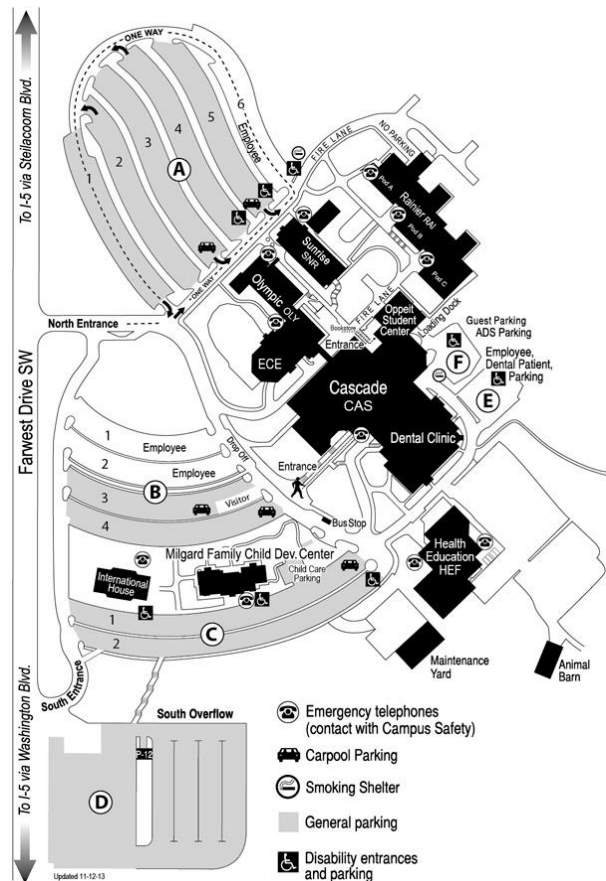 To I-5 via Steilacoom Blvd.
ONE WAY
1
2
3
4
5
6
Employee
A
FIRE LANE
NO PARKING
Pod A
Rainier RAI
Pod B
Pod C
Sunrise
SNR
ONE WAY
Olympic OLY
FIRE LANE
Bookstore
Entrance
Oppelt
Student
Center
Loading Dock
North Entrance
Guest Parking
ADS Parking
F
Employee,
Dental Patient,
Parking
E
ECE
Cascade
CAS
Dental Clinic
Farwest Drive SW
1
Employee
2
Employee
3
B
Visitor
4
Drop Off
Entrance
Bus Stop
Milgard Family Child Dev. Center
International
House
Child Care
Parking
Health
Education
HEF
1
C
2
Maintenance
Yard
Animal
Barn
South Entrance
South Overflow
P-12
D
To I-5 via Washington Blvd.
Emergency telephones
(contact with Campus Safety)
Carpool Parking
Smoking Shelter
General parking
Disability entrances
and parking
Updated 11-12-13